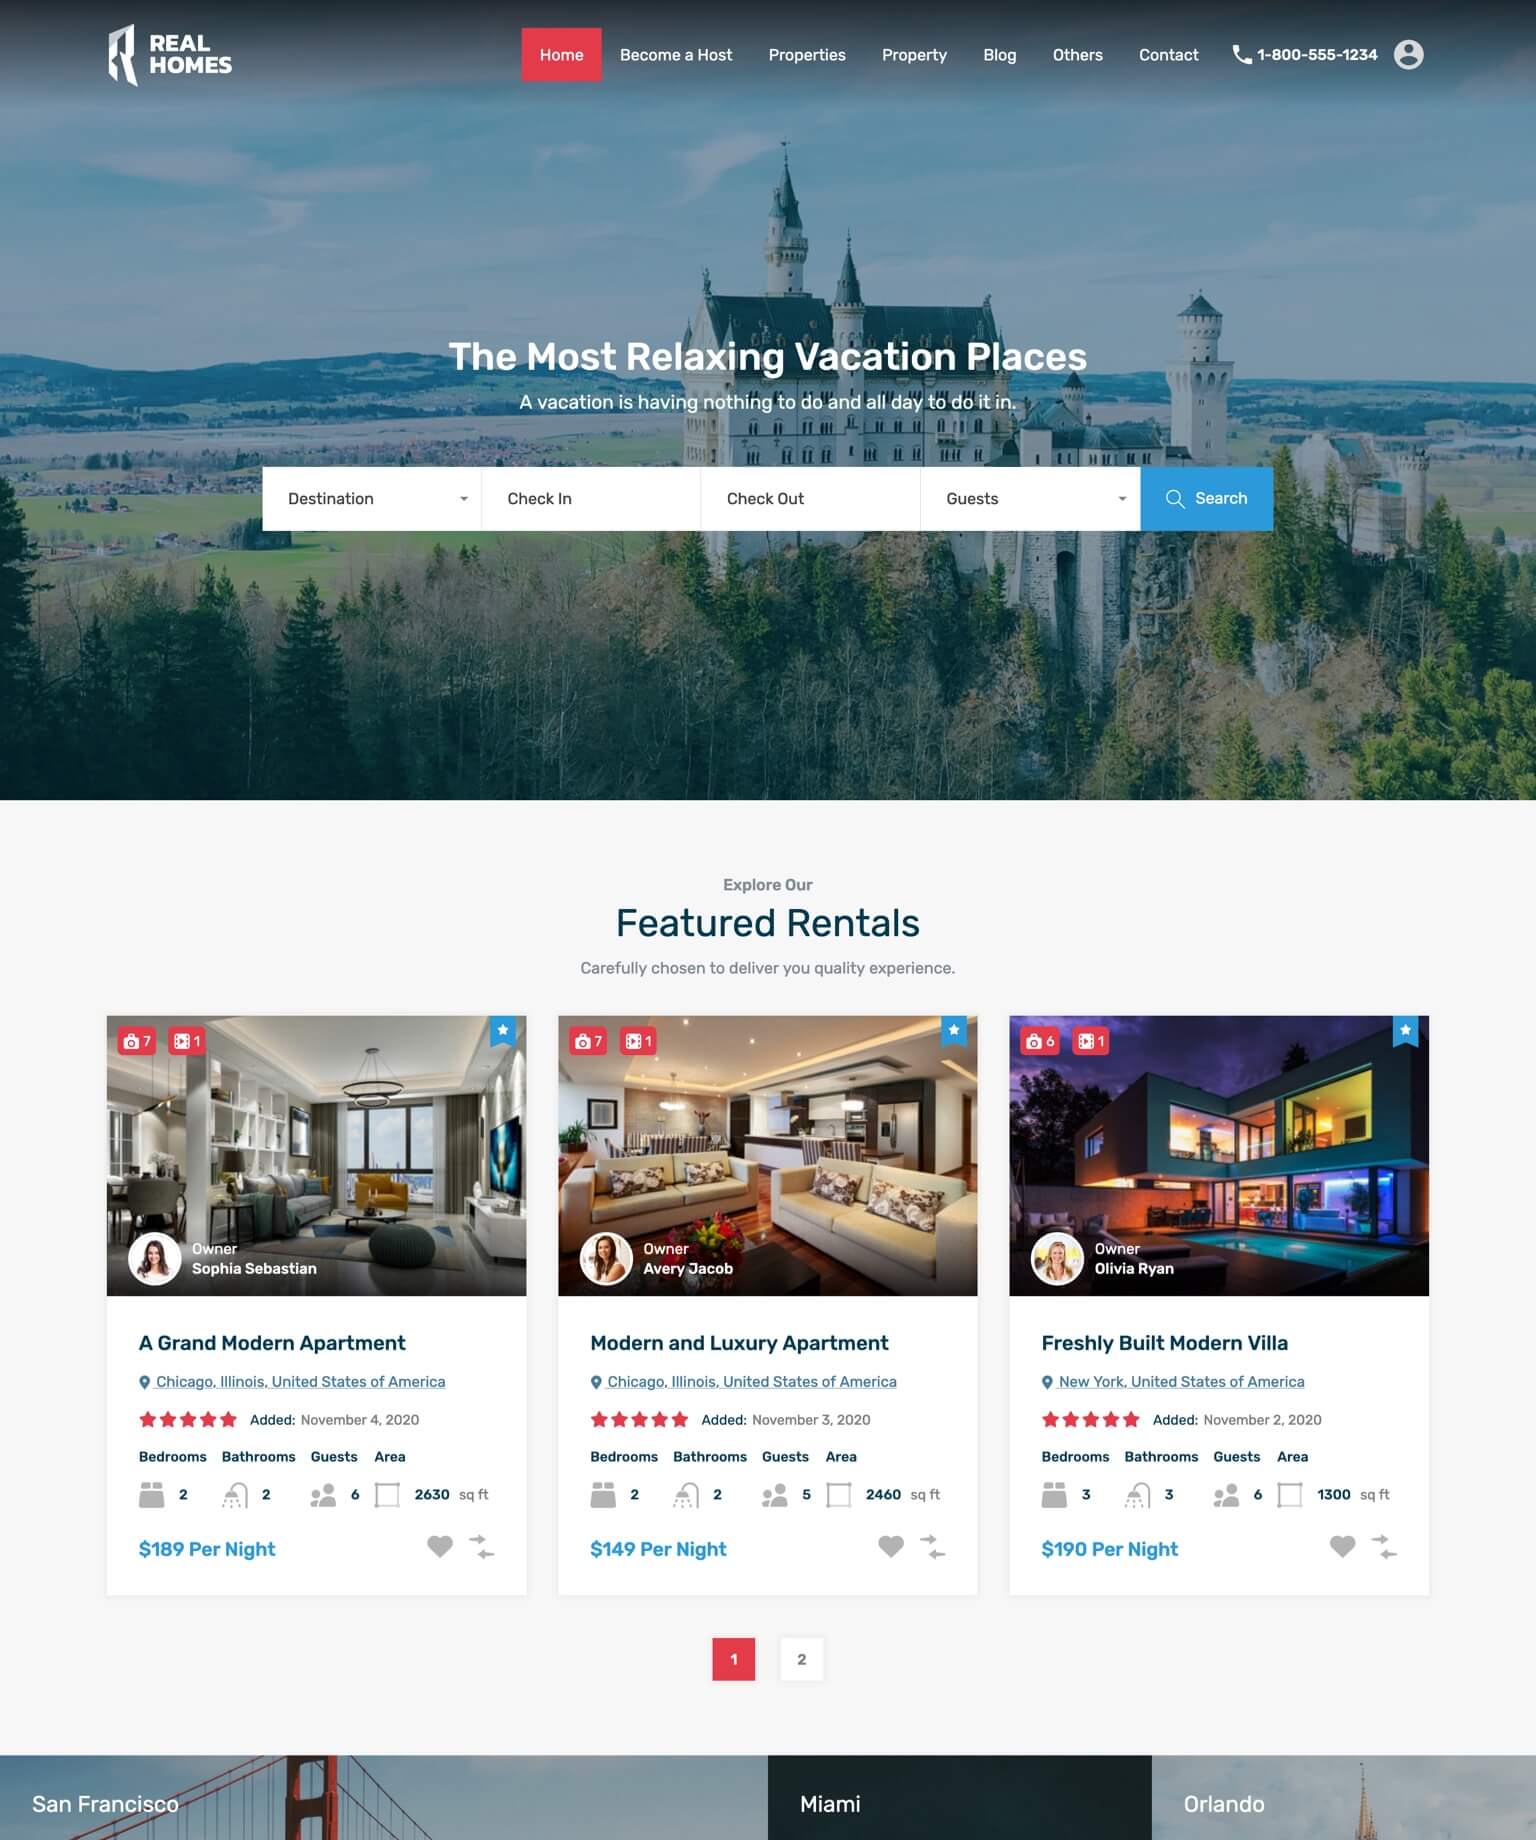 REAL
HOMES
Home Become a Host Properties Property Blog Others Contact 1-800-555-1234
The Most Relaxing Vacation Places
A vacation is having nothing to do and all day to do it in.
Destination Check In Check Out Guests Search
Explore Our
Featured Rentals
Carefully chosen to deliver you quality experience.
7 1
Owner
Sophia Sebastian
A Grand Modern Apartment
Chicago, Illinois, United States of America
Added: November 4, 2020
Bedrooms Bathrooms Guests Area
2 2 6 2630 sq ft
$189 Per Night
7 1
Owner
Avery Jacob
Modern and Luxury Apartment
Chicago, Illinois, United States of America
Added: November 3, 2020
Bedrooms Bathrooms Guests Area
2 2 5 2460 sq ft
$149 Per Night
6 1
Owner
Olivia Ryan
Freshly Built Modern Villa
New York, United States of America
Added: November 2, 2020
Bedrooms Bathrooms Guests Area
3 3 6 1300 sq ft
$190 Per Night
1 2
San Francisco
Miami
Orlando